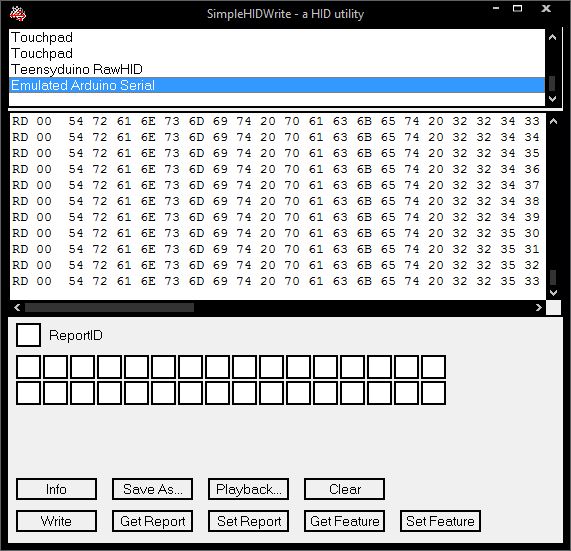 SimpleHIDWrite - a HID utility
Touchpad
Touchpad
Teensyduino RawHID
Emulated Arduino Serial
RD 00 54 72 61 6E 73 6D 69 74 20 70 61 63 6B 65 74 20 32 32 34 33
RD 00 54 72 61 6E 73 6D 69 74 20 70 61 63 6B 65 74 20 32 32 34 34
RD 00 54 72 61 6E 73 6D 69 74 20 70 61 63 6B 65 74 20 32 32 34 35
RD 00 54 72 61 6E 73 6D 69 74 20 70 61 63 6B 65 74 20 32 32 34 36
RD 00 54 72 61 6E 73 6D 69 74 20 70 61 63 6B 65 74 20 32 32 34 37
RD 00 54 72 61 6E 73 6D 69 74 20 70 61 63 6B 65 74 20 32 32 34 38
RD 00 54 72 61 6E 73 6D 69 74 20 70 61 63 6B 65 74 20 32 32 34 39
RD 00 54 72 61 6E 73 6D 69 74 20 70 61 63 6B 65 74 20 32 32 35 30
RD 00 54 72 61 6E 73 6D 69 74 20 70 61 63 6B 65 74 20 32 32 35 31
RD 00 54 72 61 6E 73 6D 69 74 20 70 61 63 6B 65 74 20 32 32 35 32
RD 00 54 72 61 6E 73 6D 69 74 20 70 61 63 6B 65 74 20 32 32 35 33
ReportID
Info Save As... Playback... Clear
Write Get Report Set Report Get Feature Set Feature